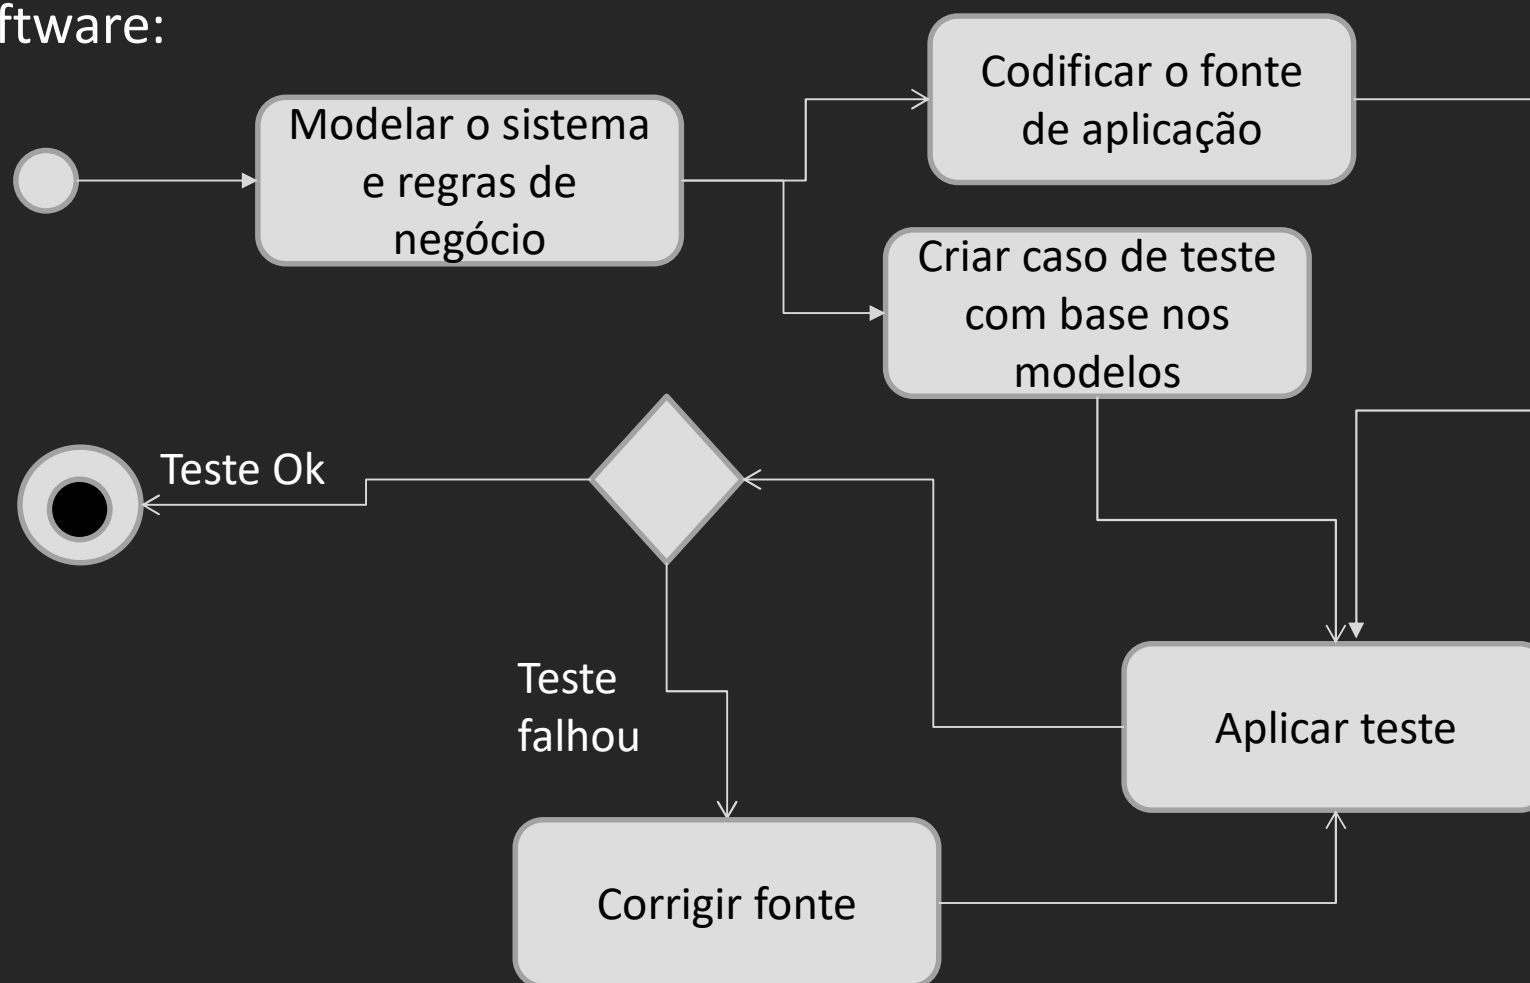 ftware:
Modelar o sistema
e regras de
negócio
Codificar o fonte
de aplicação
Criar caso de teste
com base nos
modelos
Teste Ok
Teste
falhou
Aplicar teste
Corrigir fonte